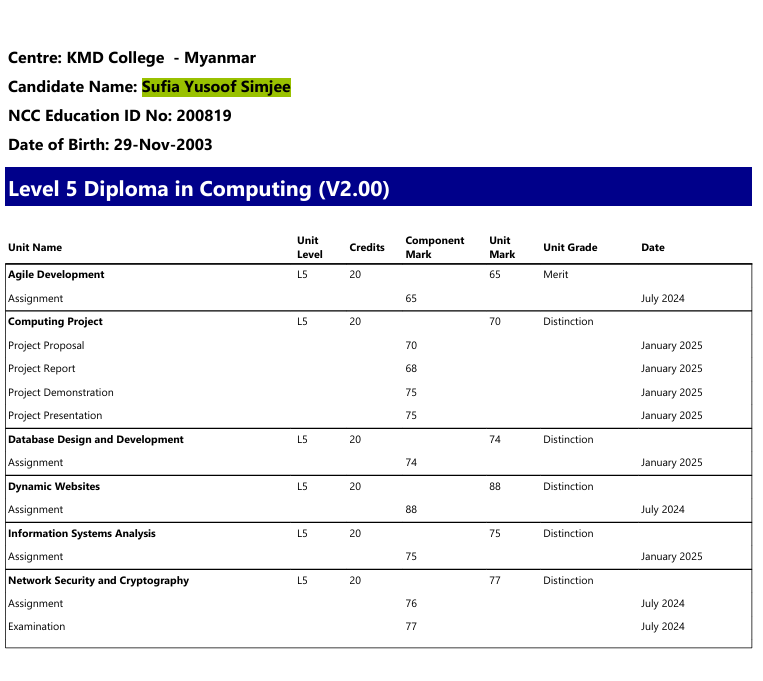 Centre: KMD College - Myanmar
Candidate Name: Sufia Yusoof Simjee
NCC Education ID No: 200819
Date of Birth: 29-Nov-2003
Level 5 Diploma in Computing (V2.00)
Unit Name Unit Level Credits Component Mark Unit Mark Unit Grade Date
Agile Development L5 20 65 Merit
Assignment 65 July 2024
Computing Project L5 20 70 Distinction
Project Proposal 70 January 2025
Project Report 68 January 2025
Project Demonstration 75 January 2025
Project Presentation 75 January 2025
Database Design and Development L5 20 74 Distinction
Assignment 74 January 2025
Dynamic Websites L5 20 88 Distinction
Assignment 88 July 2024
Information Systems Analysis L5 20 75 Distinction
Assignment 75 January 2025
Network Security and Cryptography L5 20 77 Distinction
Assignment 76 July 2024
Examination 77 July 2024